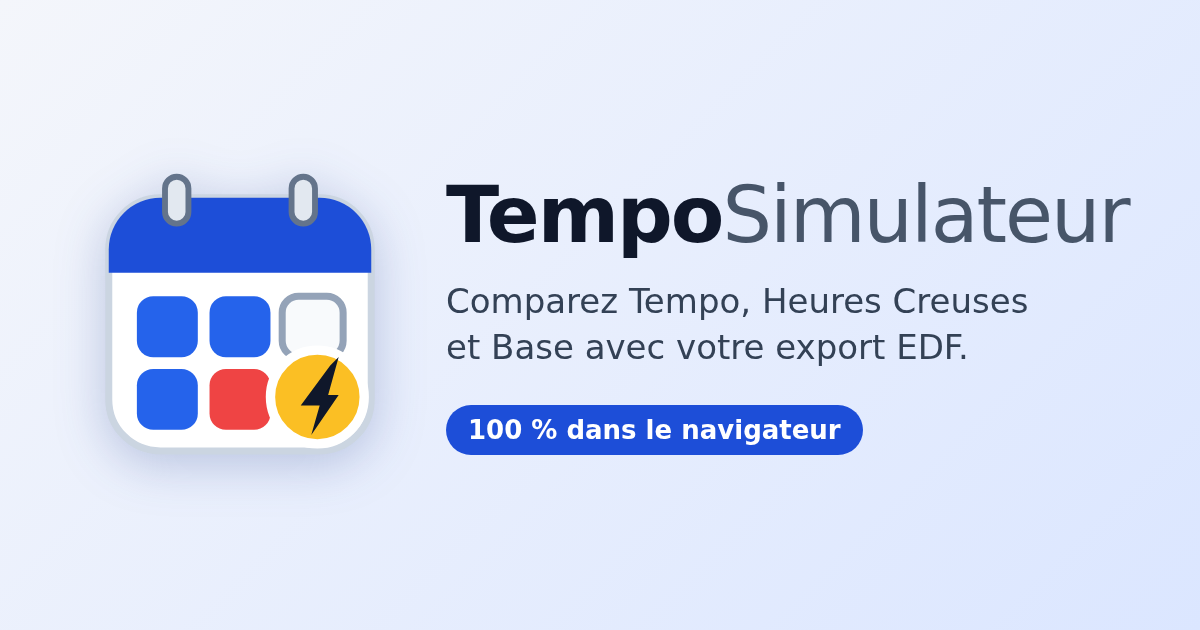 TempoSimulateur
Comparez Tempo, Heures Creuses
et Base avec votre export EDF.
100 % dans le navigateur